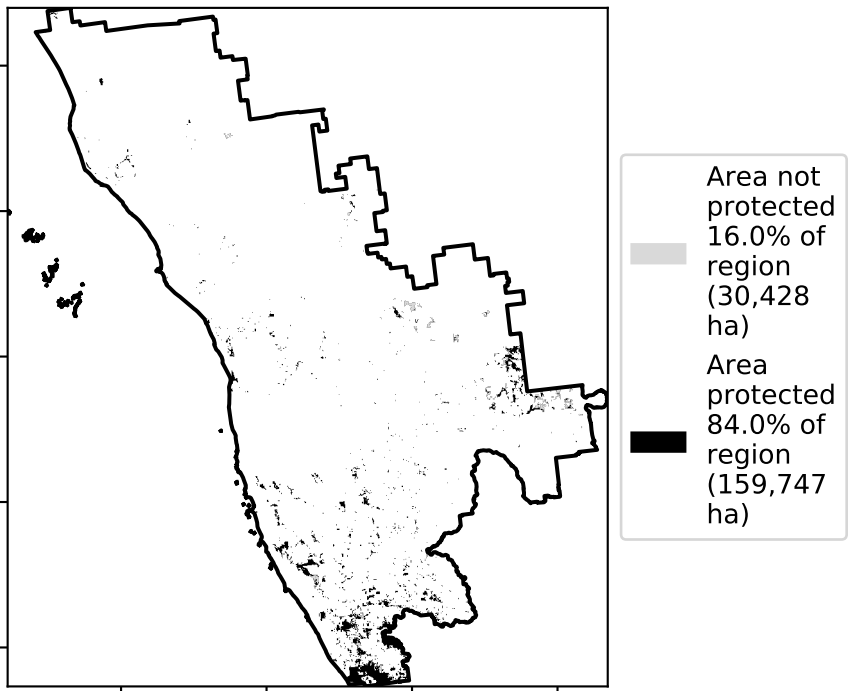 Area not
protected
16.0% of
region
(30,428
ha)
Area
protected
84.0% of
region
(159,747
ha)